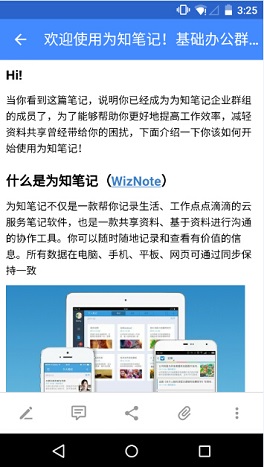 3:25
欢迎使用为知笔记！基础办公群...
Hi!
当你看到这篇笔记，说明你已经成为为知笔记企业群组
的成员了，为了能够帮助你更好地提高工作效率，减轻
资料共享曾经带给你的困扰，下面介绍一下你该如何开
始使用为知笔记！
什么是为知笔记（WizNote）
为知笔记不仅是一款帮你记录生活、工作点点滴滴的云
服务笔记软件，也是一款共享资料、基于资料进行沟通
的协作工具。你可以随时随地记录和查看有价值的信
息。所有数据在电脑、手机、平板、网页可通过同步保
持一致